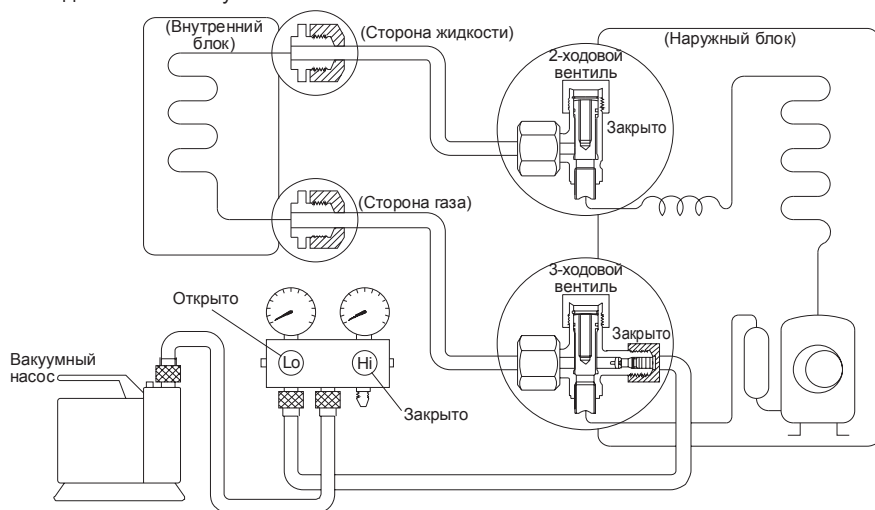 (Внутренний
блок)
(Сторона жидкости)
(Наружный блок)
2-ходовой
вентиль
Закрыто
(Сторона газа)
3-ходовой
вентиль
Закрыто
Открыто
Lo
Hi
Вакуумный
насос
Закрыто